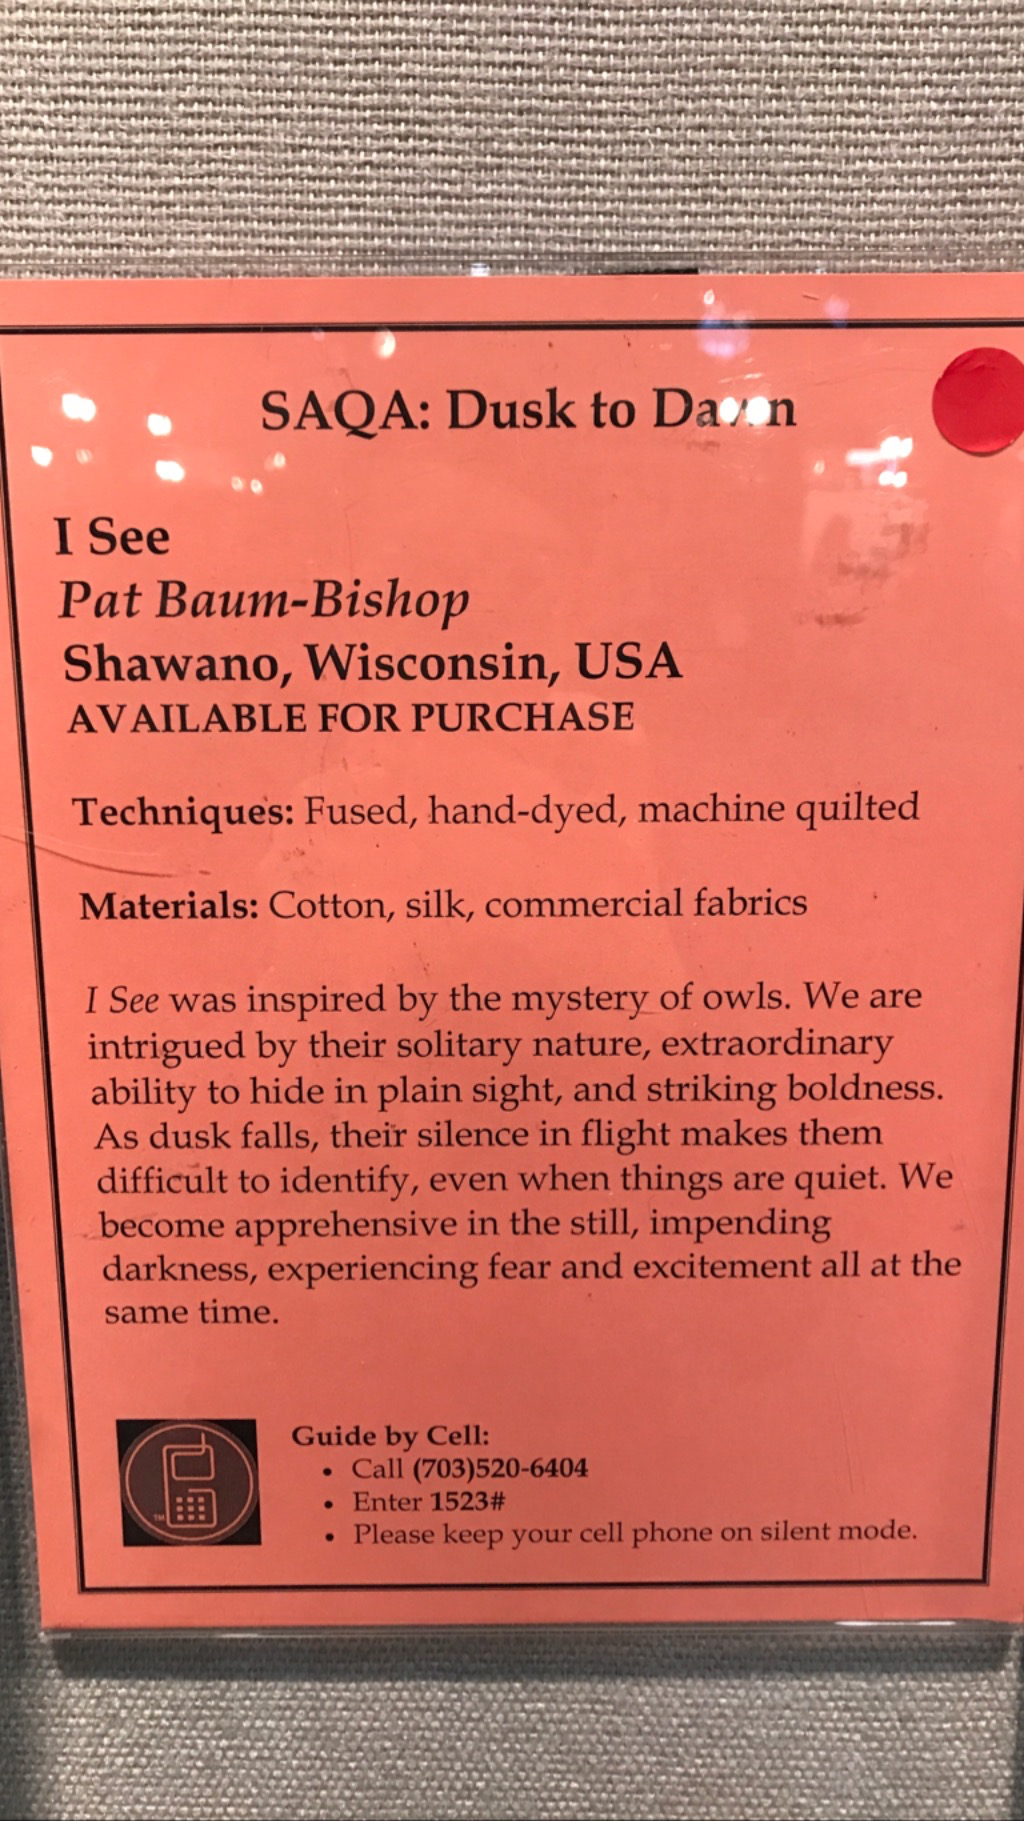 SAQA: Dusk to Dawn
I See
Pat Baum-Bishop
Shawano, Wisconsin, USA
AVAILABLE FOR PURCHASE
Techniques: Fused, hand-dyed, machine quilted
Materials: Cotton, silk, commercial fabrics
I See was inspired by the mystery of owls. We are
intrigued by their solitary nature, extraordinary
ability to hide in plain sight, and striking boldness.
As dusk falls, their silence in flight makes them
difficult to identify, even when things are quiet. We
become apprehensive in the still, impending
darkness, experiencing fear and excitement all at the
same time.
Guide by Cell:
• Call (703)520-6404
• Enter 1523#
• Please keep your cell phone on silent mode.
TM